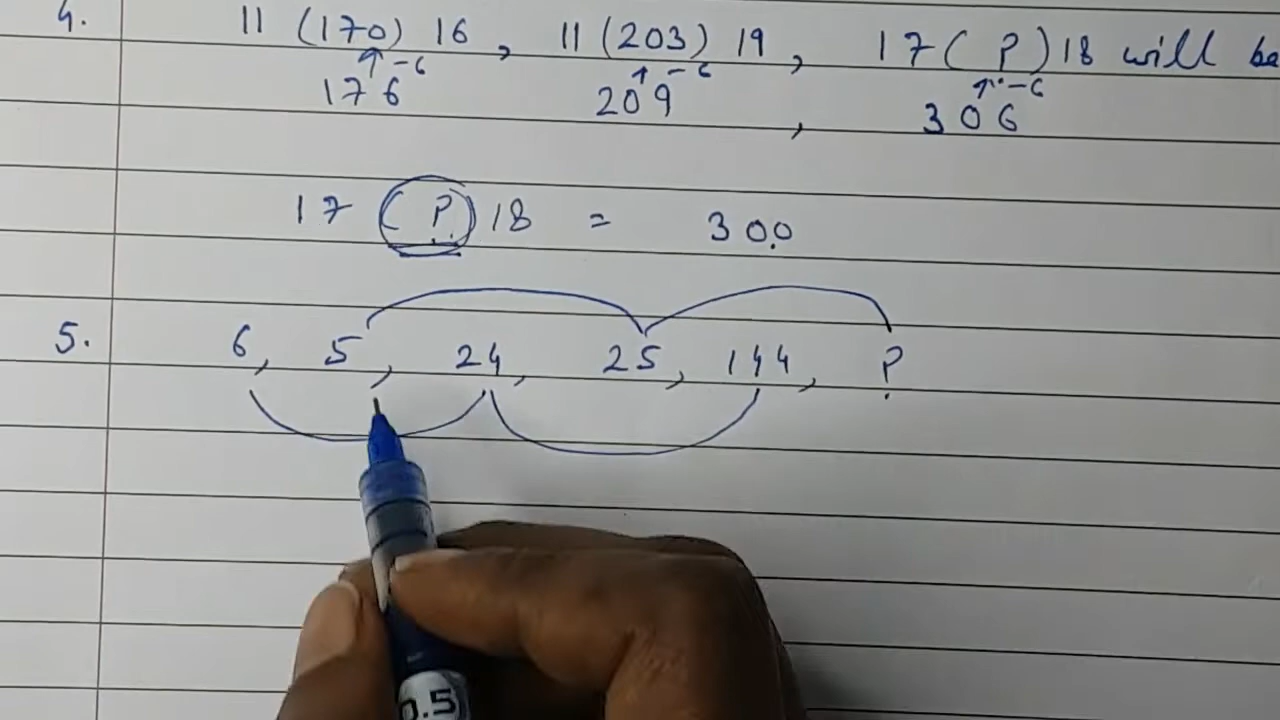 4. 11 (170) 16 , 11 (203) 19 , 17 ( ? ) 18 will be
↑-6 ↑-6 ↑-6
176 209 , 306
17 ( ? ) 18 = 300
5. 6, 5, 24, 25, 144, ?
0.5